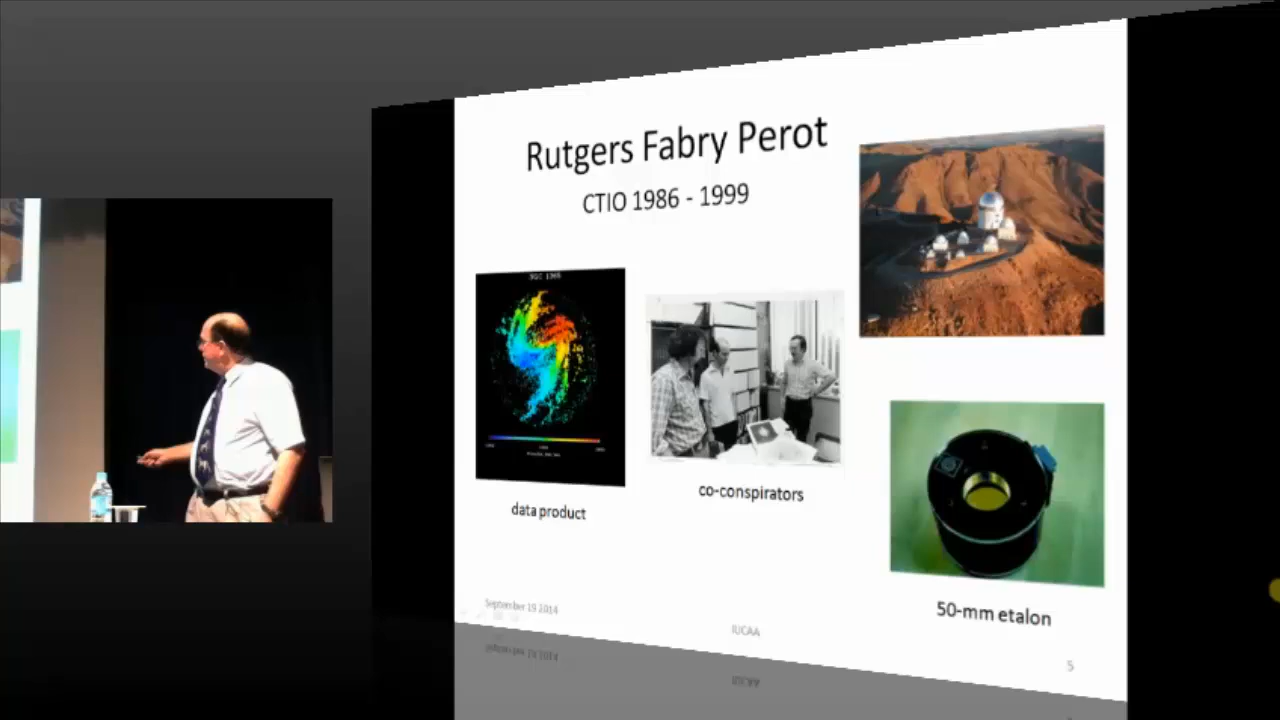 Rutgers Fabry Perot
CTIO 1986 - 1999
data product
co-conspirators
50-mm etalon
September 19 2014
IUCAA
5